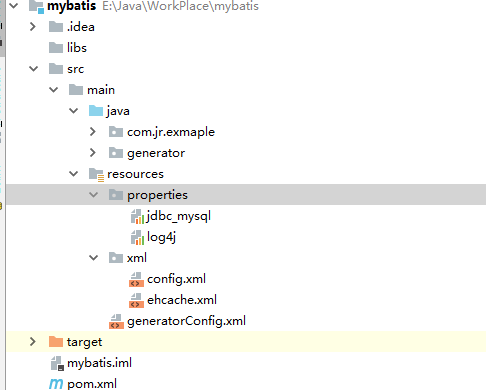 mybatis E:\Java\WorkPlace\mybatis
.idea
libs
src
main
java
com.jr.exmaple
generator
resources
properties
jdbc_mysql
log4j
xml
config.xml
ehcache.xml
generatorConfig.xml
target
mybatis.iml
pom.xml